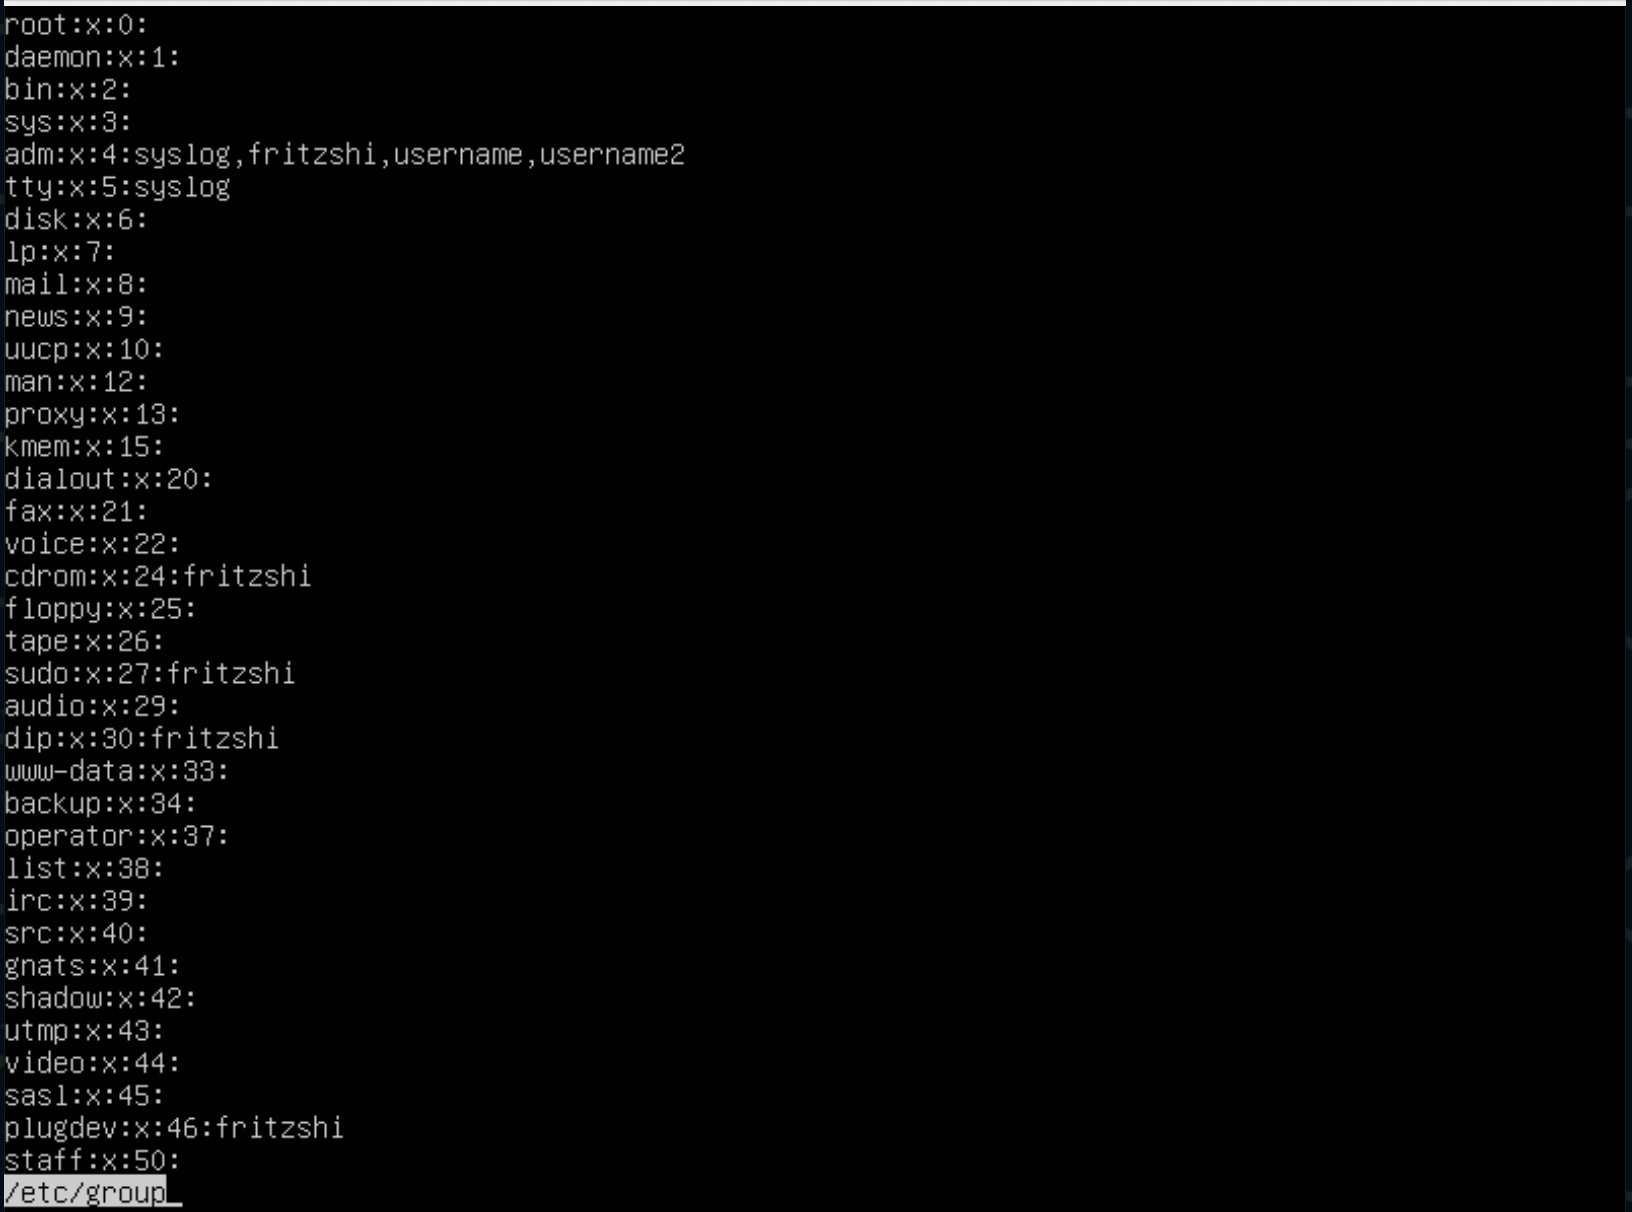 root:x:0:
daemon:x:1:
bin:x:2:
sys:x:3:
adm:x:4:syslog,fritzshi,username,username2
tty:x:5:syslog
disk:x:6:
lp:x:7:
mail:x:8:
news:x:9:
uucp:x:10:
man:x:12:
proxy:x:13:
kmem:x:15:
dialout:x:20:
fax:x:21:
voice:x:22:
cdrom:x:24:fritzshi
floppy:x:25:
tape:x:26:
sudo:x:27:fritzshi
audio:x:29:
dip:x:30:fritzshi
www-data:x:33:
backup:x:34:
operator:x:37:
list:x:38:
irc:x:39:
src:x:40:
gnats:x:41:
shadow:x:42:
utmp:x:43:
video:x:44:
sasl:x:45:
plugdev:x:46:fritzshi
staff:x:50:
/etc/group